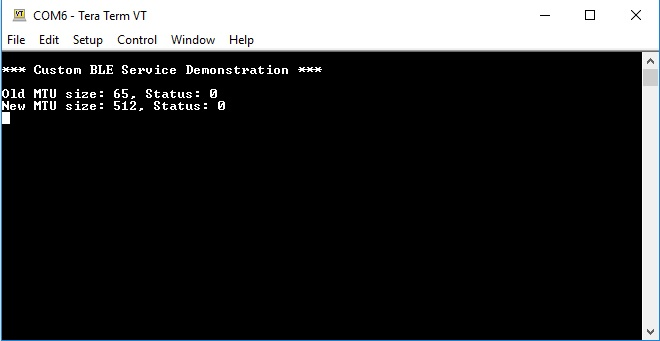 COM6 - Tera Term VT
File Edit Setup Control Window Help
*** Custom BLE Service Demonstration ***
Old MTU size: 65, Status: 0
New MTU size: 512, Status: 0